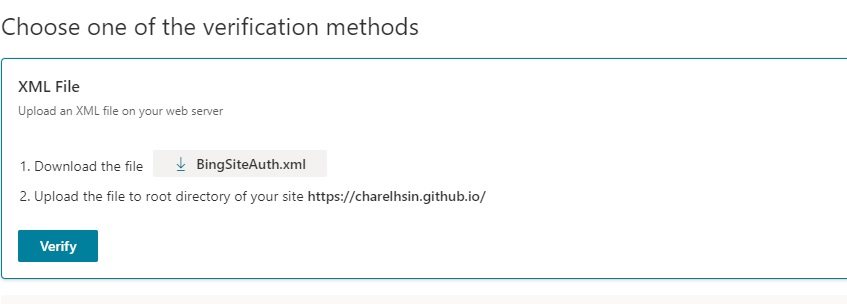 Choose one of the verification methods
XML File
Upload an XML file on your web server
1. Download the file BingSiteAuth.xml
2. Upload the file to root directory of your site https://charelhsin.github.io/
Verify